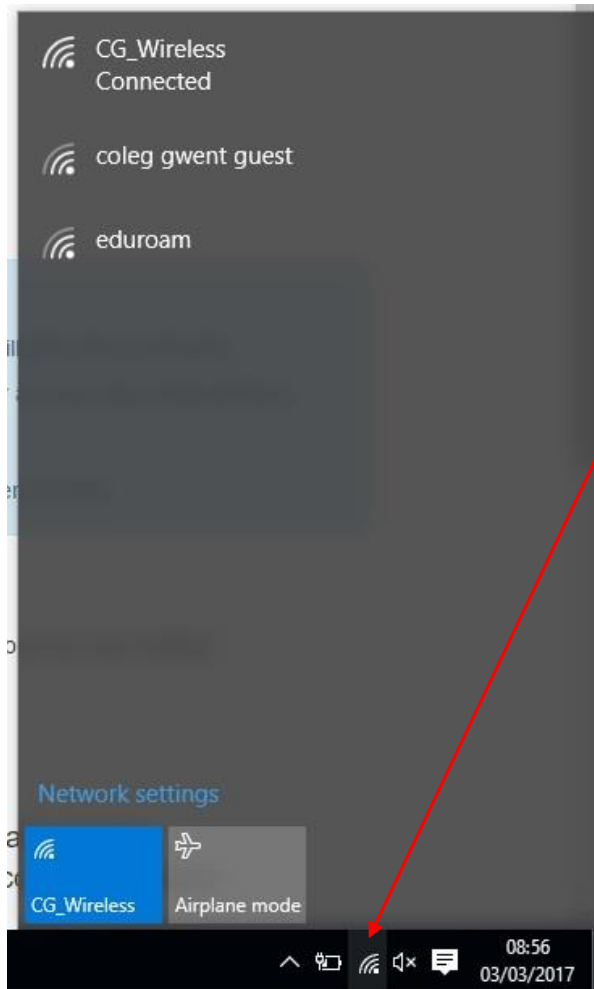 CG_Wireless
Connected
coleg gwent guest
eduroam
Network settings
CG_Wireless
Airplane mode
08:56
03/03/2017